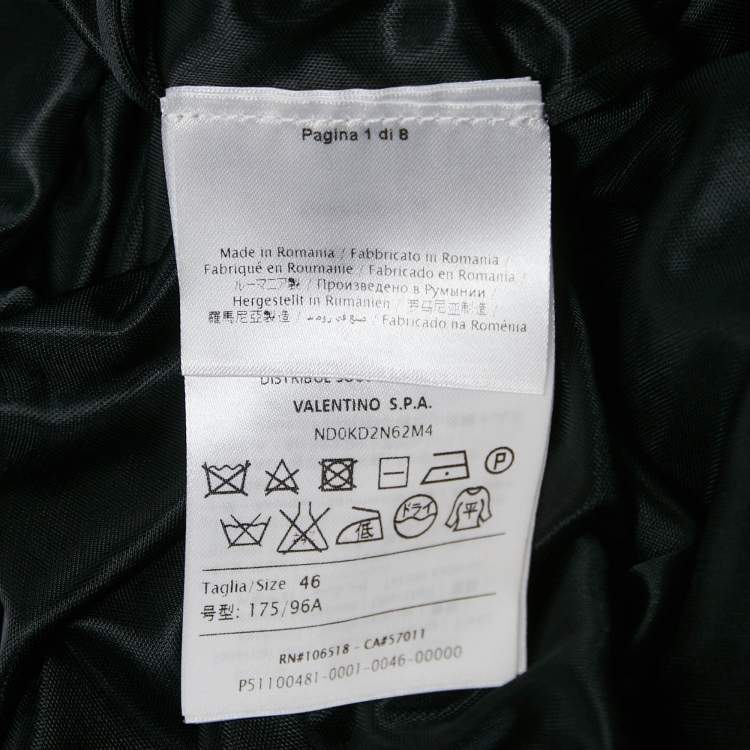 Pagina 1 di 8
Made in Romania / Fabbricato in Romania /
Fabriqué en Roumanie / Fabricado en Romania /
ルーマニア製 / Произведено в Румынии /
Hergestellt in Rumänien / 罗马尼亚制造 /
羅馬尼亞製造 / صنع في رومانيا / Fabricado na Roménia
VALENTINO S.P.A.
ND0KD2N62M4
P
低 ドライ 平
Taglia/Size 46
号型: 175/96A
RN#106518 - CA#57011
P51100481-0001-0046-00000